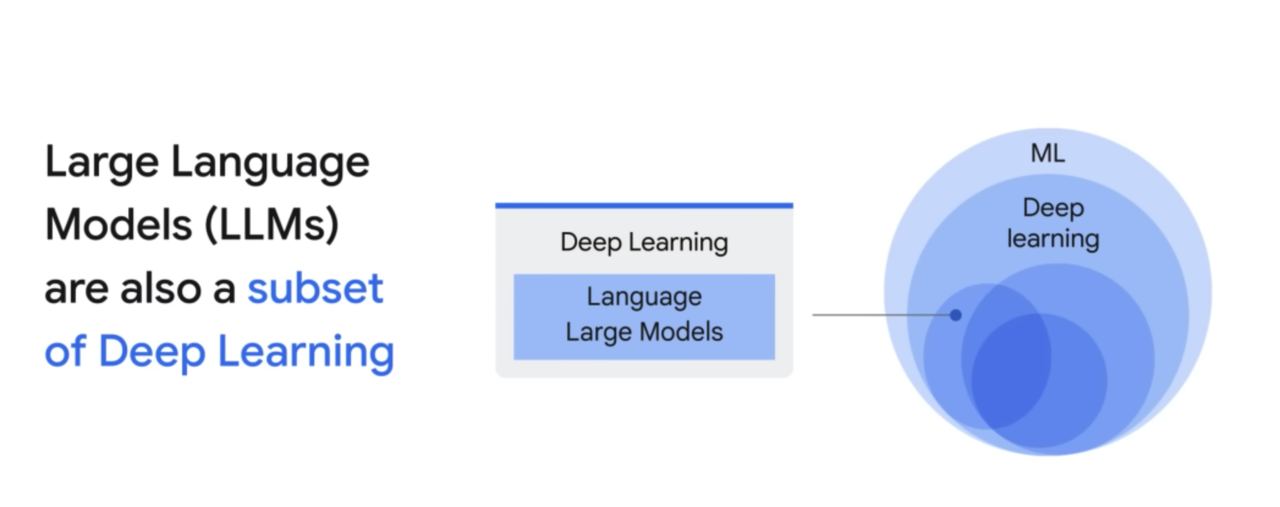 Large Language
Models (LLMs)
are also a subset
of Deep Learning
Deep Learning
Language
Large Models
ML
Deep
learning